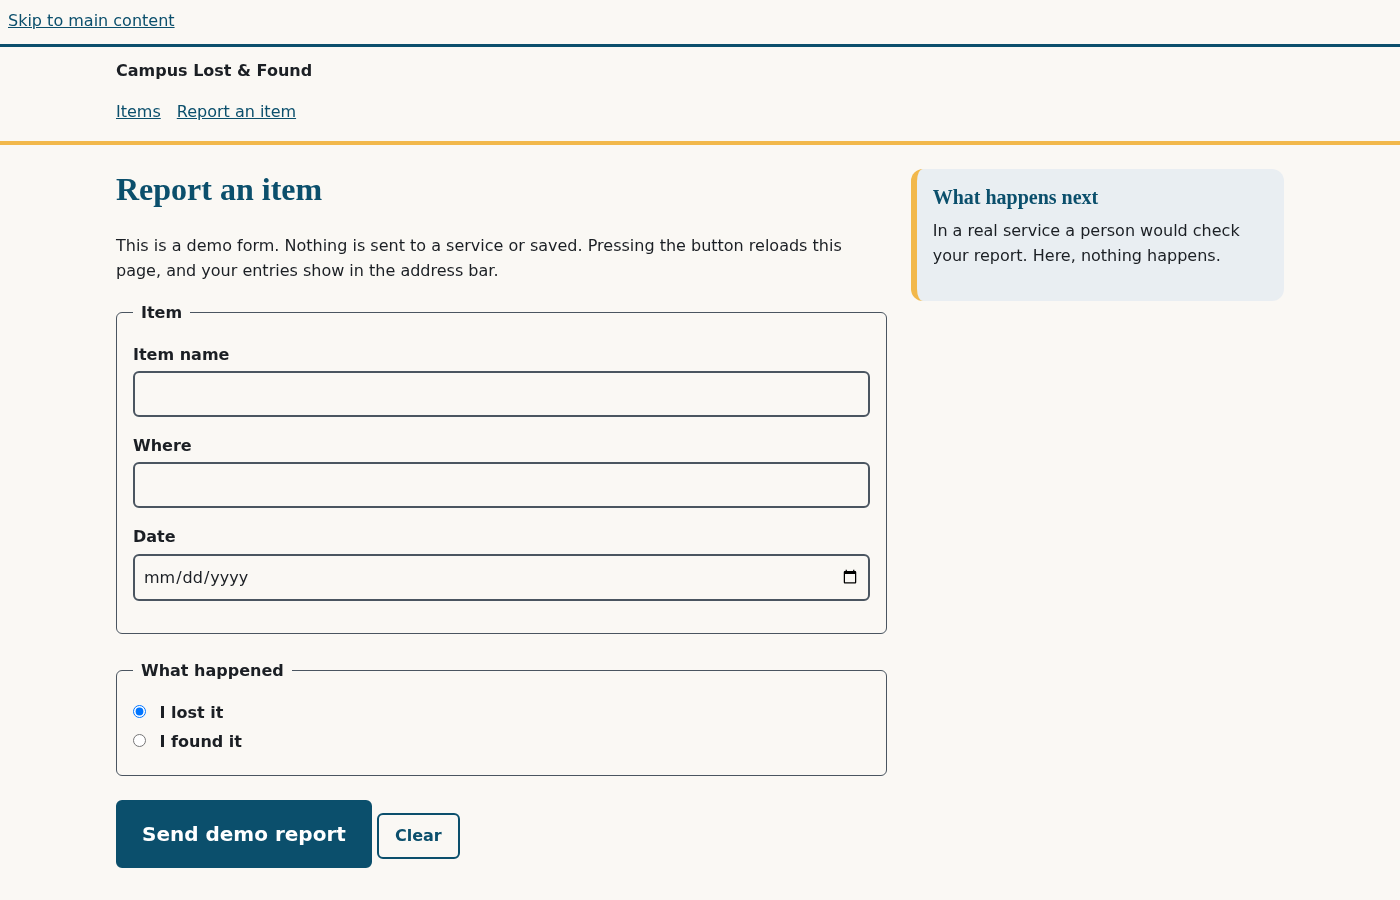 Skip to main content
Campus Lost & Found
Items Report an item
Report an item
This is a demo form. Nothing is sent to a service or saved. Pressing the button reloads this
page, and your entries show in the address bar.
Item
Item name
Where
Date
mm/dd/yyyy
What happened
I lost it
I found it
Send demo report Clear
What happens next
In a real service a person would check
your report. Here, nothing happens.